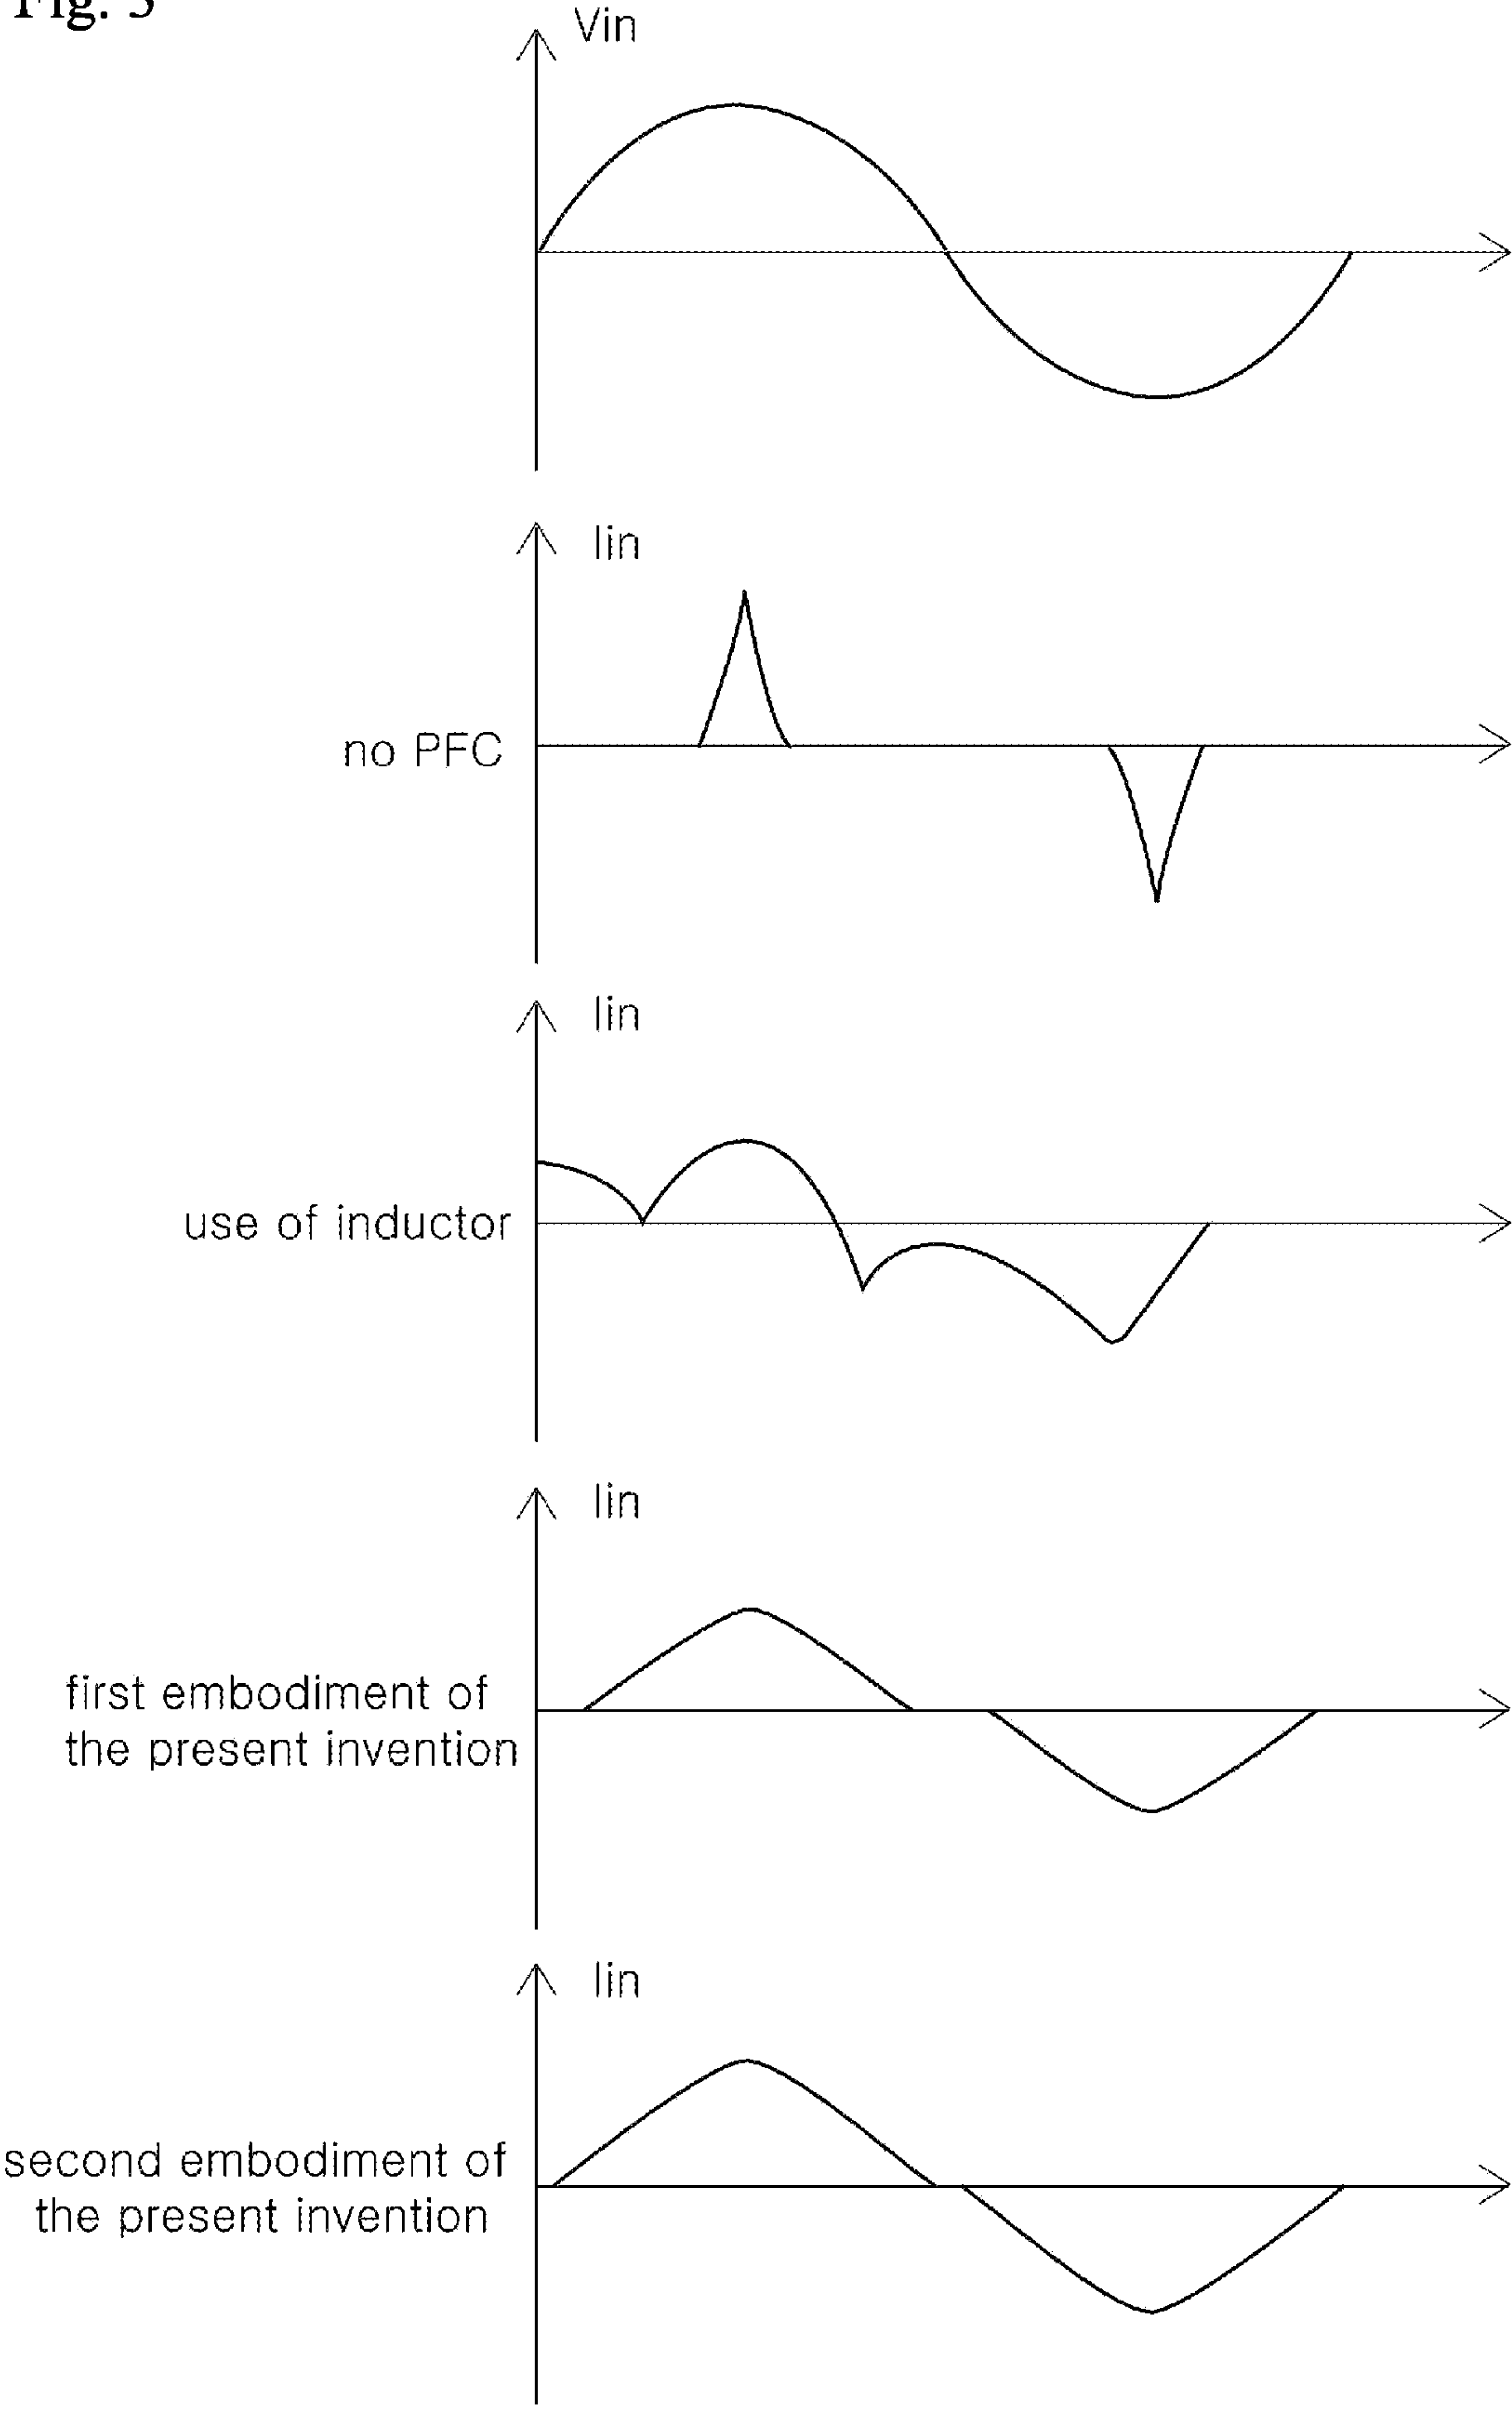 Fig.
Vin
Iin
no PFC
Iin
use of inductor
Iin
first embodiment of
the present invention
Iin
second embodiment of
the present invention